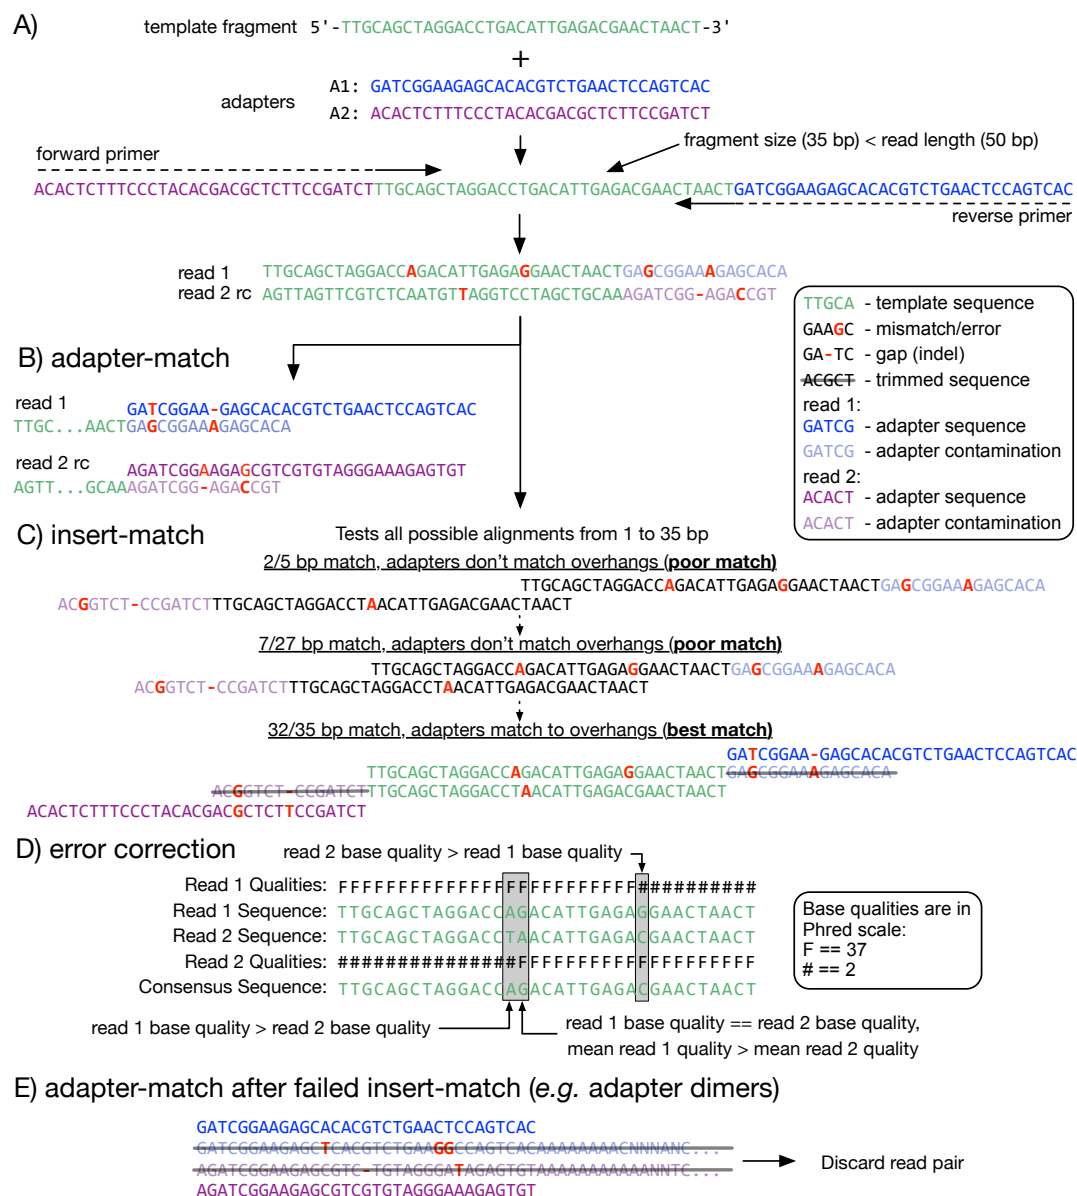 A)
template fragment 5'-TTGCAGCTAGGACCTGACATTGAGACGAACTAACT-3'
+
A1: GATCGGAAGAGCACACGTCTGAACTCCAGTCAC
adapters
A2: ACACTCTTTCCCTACACGACGCTCTTCCGATCT
fragment size (35 bp) < read length (50 bp)
forward primer
ACACTCTTTCCCTACACGACGCTCTTCCGATCTTTGCAGCTAGGACCTGACATTGAGACGAACTAACTGATCGGAAGAGCACACGTCTGAACTCCAGTCAC
reverse primer
read 1 TTGCAGCTAGGACCAGACATTGAGAGGAACTAACTGAGCGGAAAGAGCACA
read 2 rc AGTTAGTTCGTCTCAATGTTAGGTCCTAGCTGCAAAGATCGG-AGACCGT
TTGCA - template sequence
GAAGC - mismatch/error
GA-TC - gap (indel)
ACGCT - trimmed sequence
read 1:
GATCG - adapter sequence
GATCG - adapter contamination
read 2:
ACACT - adapter sequence
ACACT - adapter contamination
B) adapter-match
read 1
GATCGGAA-GAGCACACGTCTGAACTCCAGTCAC
TTGC...AACTGAGCGGAAAGAGCACA
read 2 rc
AGATCGGAAGAGCGTCGTGTAGGGAAAGAGTGT
AGTT...GCAAAGATCGG-AGACCGT
C) insert-match
Tests all possible alignments from 1 to 35 bp
2/5 bp match, adapters don't match overhangs (poor match)
TTGCAGCTAGGACCAGACATTGAGAGGAACTAACTGAGCGGAAAGAGCACA
ACGGTCT-CCGATCTTTGCAGCTAGGACCTAACATTGAGACGAACTAACT
7/27 bp match, adapters don't match overhangs (poor match)
TTGCAGCTAGGACCAGACATTGAGAGGAACTAACTGAGCGGAAAGAGCACA
ACGGTCT-CCGATCTTTGCAGCTAGGACCTAACATTGAGACGAACTAACT
32/35 bp match, adapters match to overhangs (best match)
GATCGGAA-GAGCACACGTCTGAACTCCAGTCAC
TTGCAGCTAGGACCAGACATTGAGAGGAACTAACTGAGCGGAAAGAGCACA
ACGGTCT-CCGATCTTTGCAGCTAGGACCTAACATTGAGACGAACTAACT
ACACTCTTTCCCTACACGACGCTCTTCCGATCT
D) error correction
read 2 base quality > read 1 base quality
Read 1 Qualities: FFFFFFFFFFFFFFFFFFFFFFFFF##########
Read 1 Sequence: TTGCAGCTAGGACCAGACATTGAGAGGAACTAACT
Read 2 Sequence: TTGCAGCTAGGACCTAACATTGAGACGAACTAACT
Read 2 Qualities: ###############FFFFFFFFFFFFFFFFFFFF
Consensus Sequence: TTGCAGCTAGGACCAGACATTGAGACGAACTAACT
Base qualities are in
Phred scale:
F == 37
# == 2
read 1 base quality > read 2 base quality
read 1 base quality == read 2 base quality,
mean read 1 quality > mean read 2 quality
E) adapter-match after failed insert-match (e.g. adapter dimers)
GATCGGAAGAGCACACGTCTGAACTCCAGTCAC
GATCGGAAGAGCTCACGTCTGAAGGCCAGTCACAAAAAAAACNNNANC...
AGATCGGAAGAGCGTC-TGTAGGGATAGAGTGTAAAAAAAAAAAANNTC...
AGATCGGAAGAGCGTCGTGTAGGGAAAGAGTGT
Discard read pair